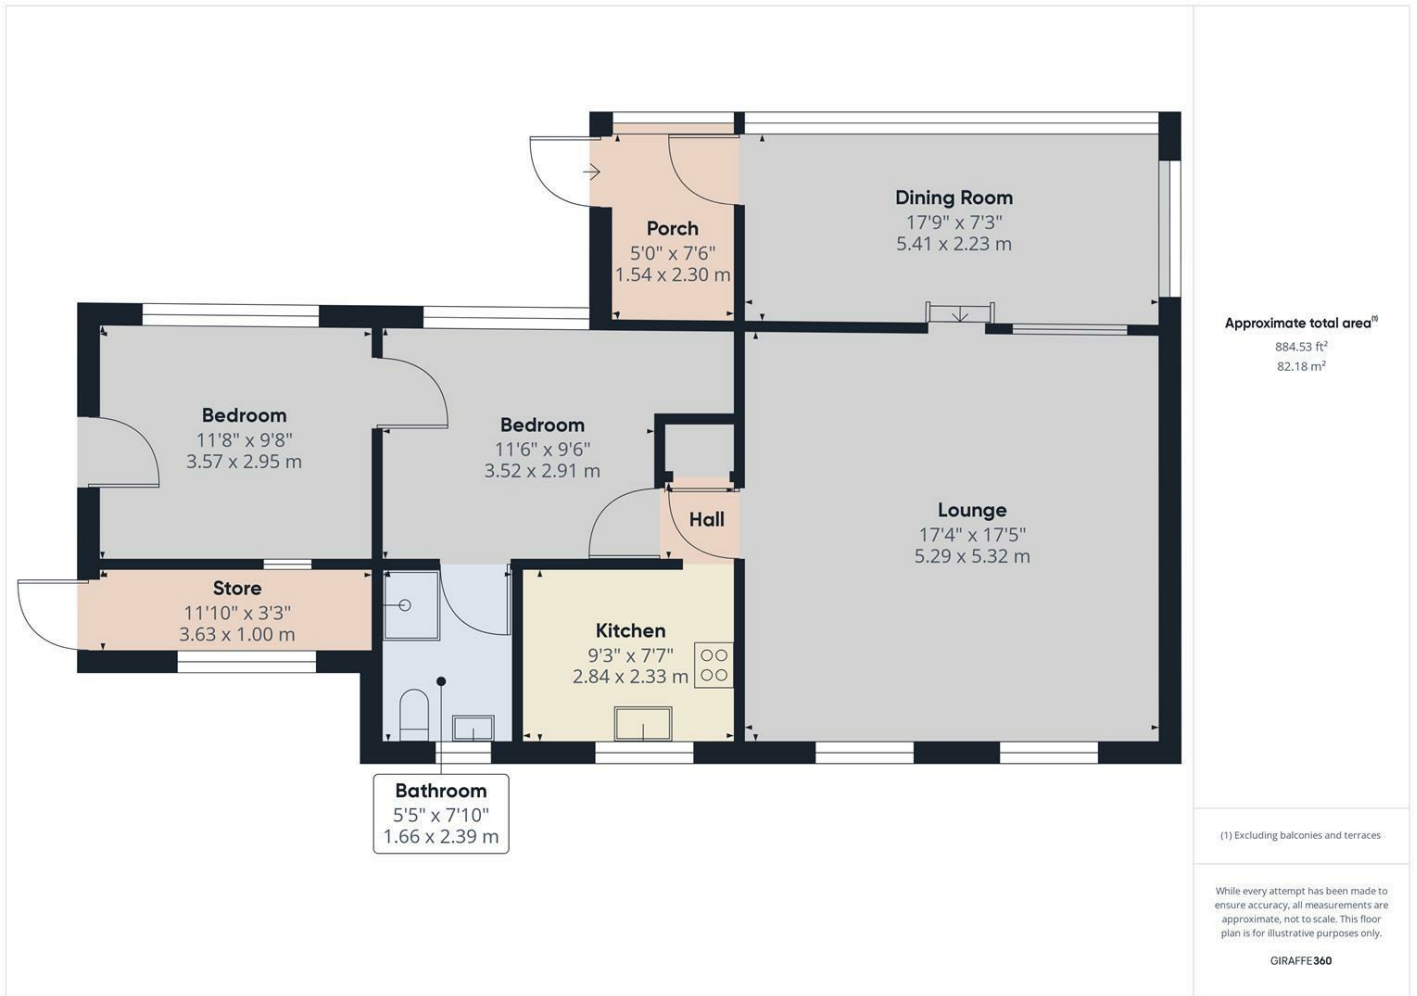 Porch
5'0" x 7'6"
1.54 x 2.30 m
Dining Room
17'9" x 7'3"
5.41 x 2.23 m
Bedroom
11'8" x 9'8"
3.57 x 2.95 m
Bedroom
11'6" x 9'6"
3.52 x 2.91 m
Hall
Lounge
17'4" x 17'5"
5.29 x 5.32 m
Store
11'10" x 3'3"
3.63 x 1.00 m
Kitchen
9'3" x 7'7"
2.84 x 2.33 m
Bathroom
5'5" x 7'10"
1.66 x 2.39 m
Approximate total area(1)
884.53 ft²
82.18 m²
(1) Excluding balconies and terraces
While every attempt has been made to
ensure accuracy, all measurements are
approximate, not to scale. This floor
plan is for illustrative purposes only.
GIRAFFE360